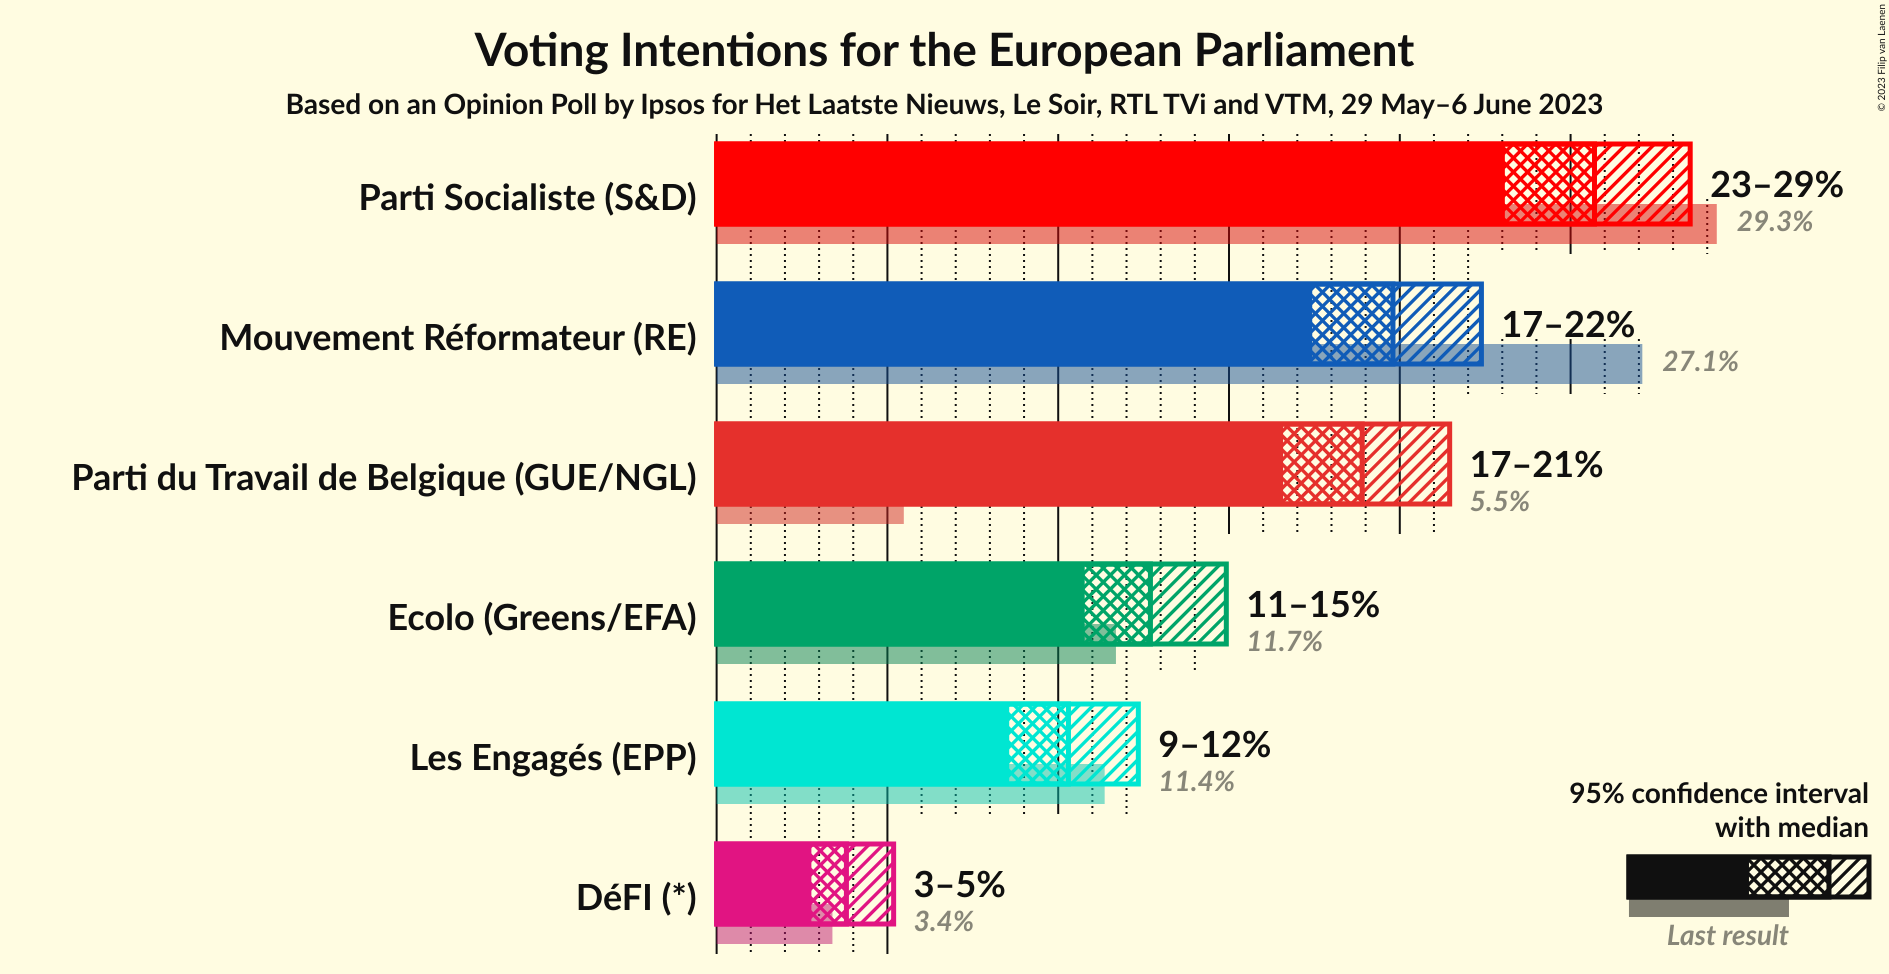 Voting Intentions for the European Parliament
Based on an Opinion Poll by Ipsos for Het Laatste Nieuws, Le Soir, RTL TVi and VTM, 29 May–6 June 2023
© 2023 Filip van Laenen
Parti Socialiste (S&D)
23–29%
29.3%
Mouvement Réformateur (RE)
17–22%
27.1%
Parti du Travail de Belgique (GUE/NGL)
17–21%
5.5%
Ecolo (Greens/EFA)
11–15%
11.7%
Les Engagés (EPP)
9–12%
11.4%
DéFI (*)
3–5%
3.4%
95% confidence interval
with median
Last result